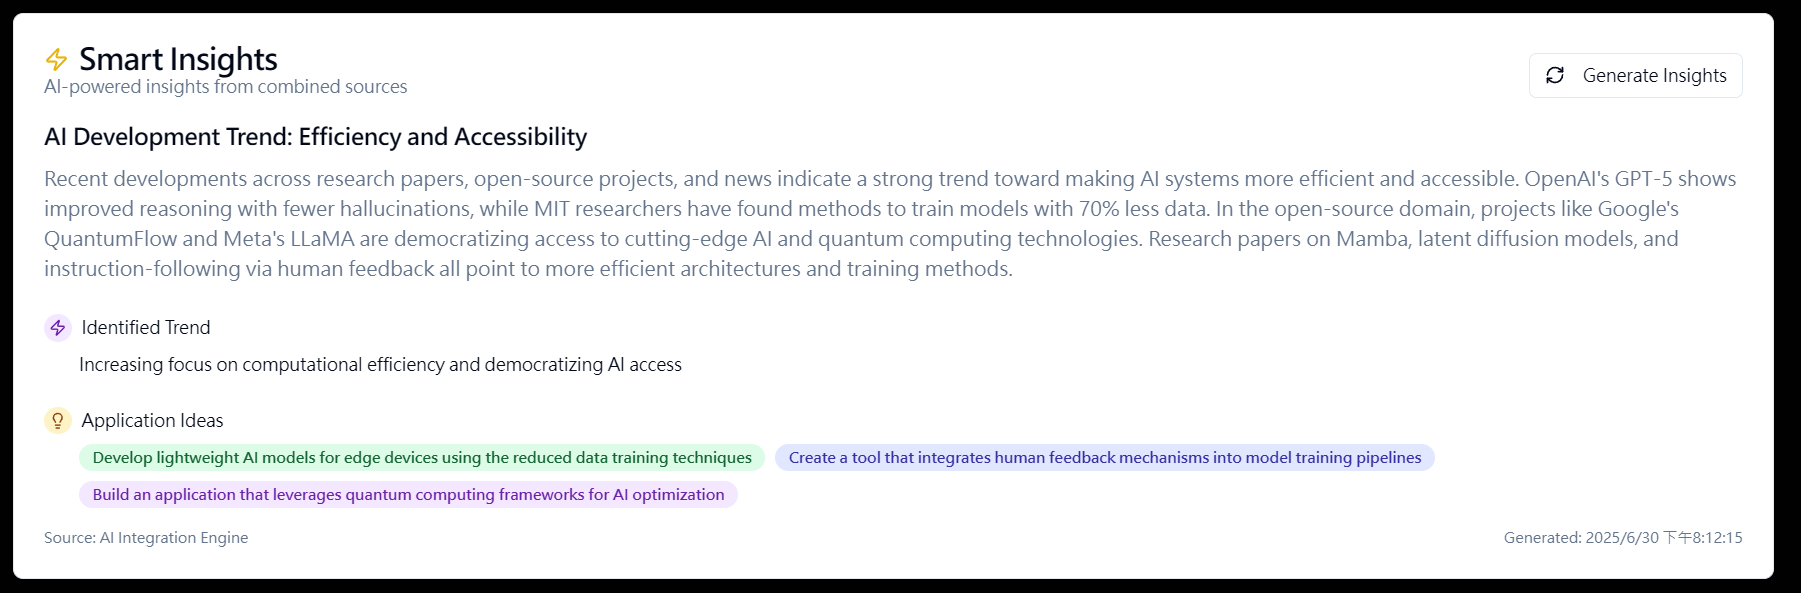 Smart Insights
AI-powered insights from combined sources
Generate Insights
AI Development Trend: Efficiency and Accessibility
Recent developments across research papers, open-source projects, and news indicate a strong trend toward making AI systems more efficient and accessible. OpenAI's GPT-5 shows
improved reasoning with fewer hallucinations, while MIT researchers have found methods to train models with 70% less data. In the open-source domain, projects like Google's
QuantumFlow and Meta's LLaMA are democratizing access to cutting-edge AI and quantum computing technologies. Research papers on Mamba, latent diffusion models, and
instruction-following via human feedback all point to more efficient architectures and training methods.
Identified Trend
Increasing focus on computational efficiency and democratizing AI access
Application Ideas
Develop lightweight AI models for edge devices using the reduced data training techniques
Create a tool that integrates human feedback mechanisms into model training pipelines
Build an application that leverages quantum computing frameworks for AI optimization
Source: AI Integration Engine
Generated: 2025/6/30 下午8:12:15